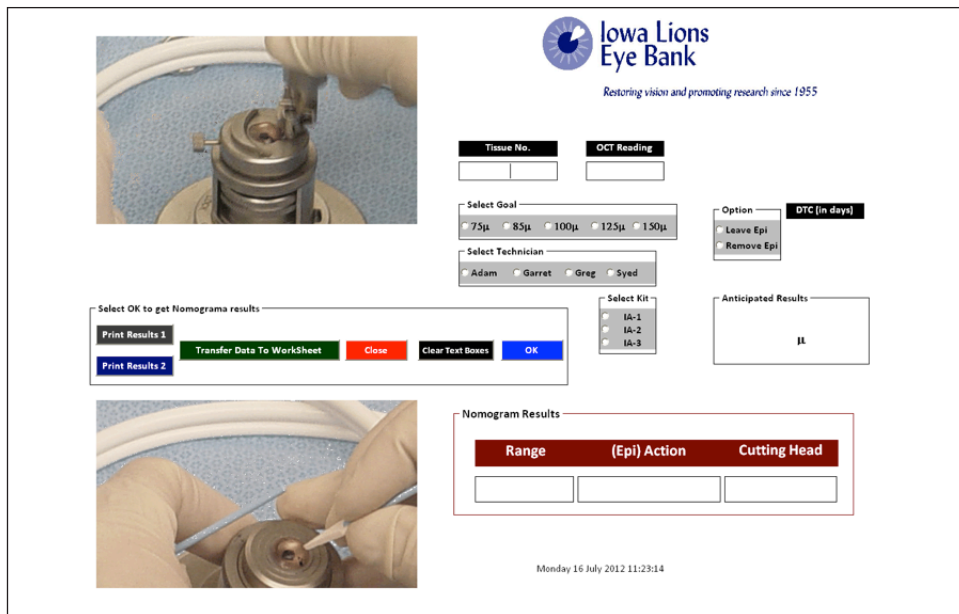 Iowa Lions
Eye Bank
Restoring vision and promoting research since 1955
Tissue No.
OCT Reading
Select Goal
75µ 85µ 100µ 125µ 150µ
Option
Leave Epi
Remove Epi
DTC (in days)
Select Technician
Adam Garret Greg Syed
Select Kit
IA-1
IA-2
IA-3
Anticipated Results
µ
Select OK to get Nomograma results
Print Results 1
Print Results 2
Transfer Data To WorkSheet
Close
Clear Text Boxes
OK
Nomogram Results
Range (Epi) Action Cutting Head
Monday 16 July 2012 11:23:14